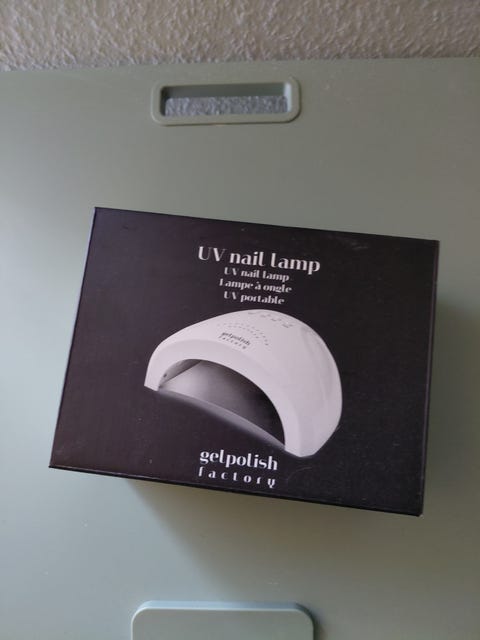 UV nail lamp
UV nail lamp
Lampe à ongle
UV portable
gelpolish
factory
gelpolish
factory